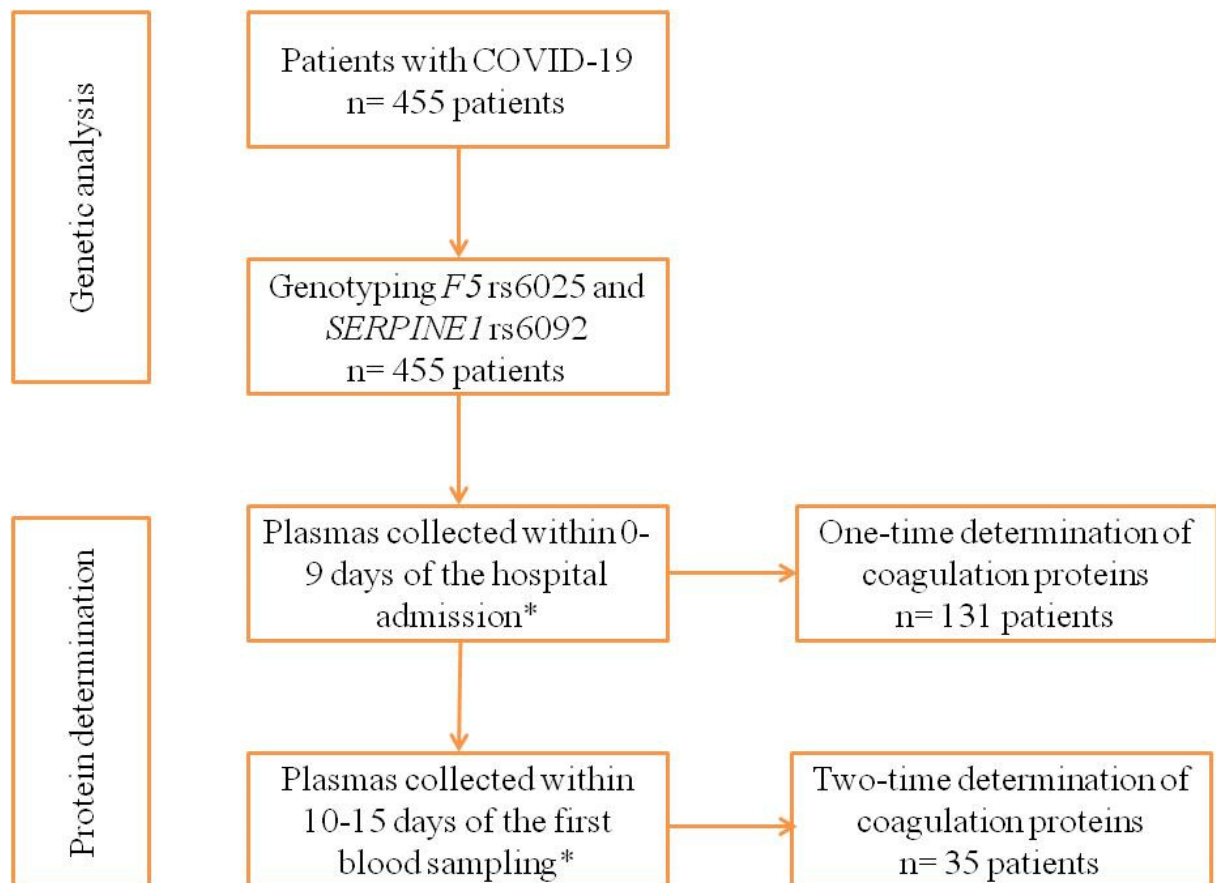 Genetic analysis
Patients with COVID-19
n= 455 patients
Genotyping F5 rs6025 and
SERPINE1 rs6092
n= 455 patients
Protein determination
Plasmas collected within 0-
9 days of the hospital
admission*
One-time determination of
coagulation proteins
n= 131 patients
Plasmas collected within
10-15 days of the first
blood sampling*
Two-time determination of
coagulation proteins
n= 35 patients